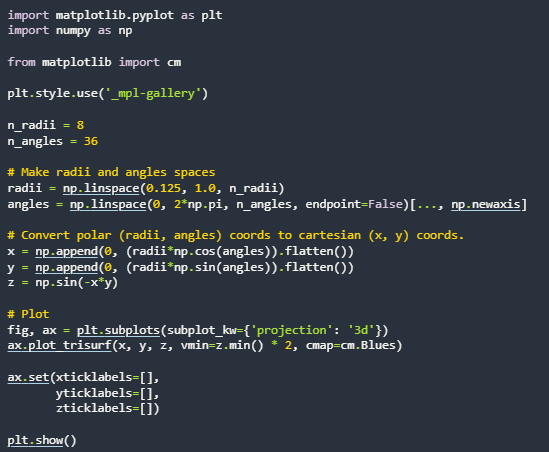 import matplotlib.pyplot as plt
import numpy as np
from matplotlib import cm
plt.style.use('_mpl-gallery')
n_radii = 8
n_angles = 36
# Make radii and angles spaces
radii = np.linspace(0.125, 1.0, n_radii)
angles = np.linspace(0, 2*np.pi, n_angles, endpoint=False)[..., np.newaxis]
# Convert polar (radii, angles) coords to cartesian (x, y) coords.
x = np.append(0, (radii*np.cos(angles)).flatten())
y = np.append(0, (radii*np.sin(angles)).flatten())
z = np.sin(-x*y)
# Plot
fig, ax = plt.subplots(subplot_kw={'projection': '3d'})
ax.plot_trisurf(x, y, z, vmin=z.min() * 2, cmap=cm.Blues)
ax.set(xticklabels=[],
       yticklabels=[],
       zticklabels=[])
plt.show()